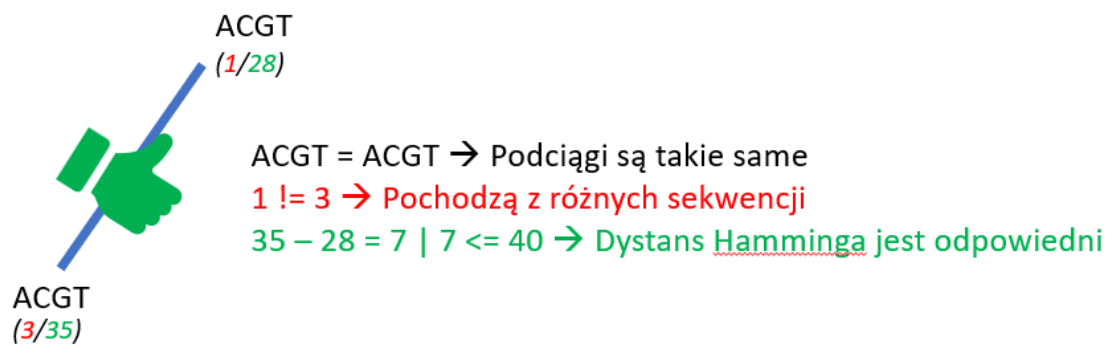 ACGT
(1/28)
ACGT = ACGT → Podciągi są takie same
1 != 3 → Pochodzą z różnych sekwencji
35 – 28 = 7 | 7 <= 40 → Dystans Hamminga jest odpowiedni
ACGT
(3/35)